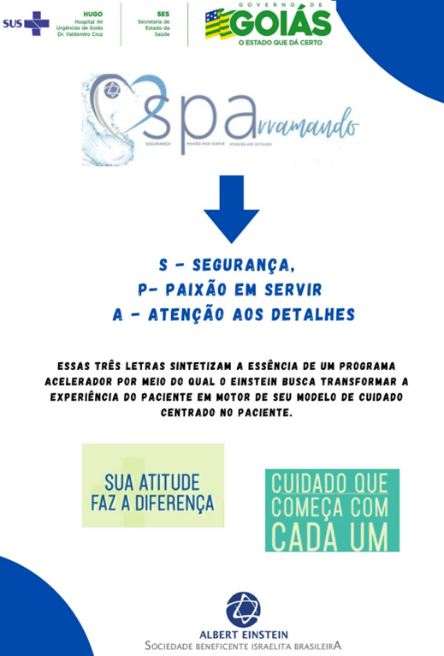 SUS
HUGO
Hospital de
Urgências de Goiás
Dr. Valdemiro Cruz
SES
Secretaria de
Estado da
Saúde
GOVERNO DE
GOIÁS
O ESTADO QUE DÁ CERTO
sparramando
SEGURANÇA PAIXÃO POR SERVIR ATENÇÃO AOS DETALHES
S - SEGURANÇA,
P- PAIXÃO EM SERVIR
A - ATENÇÃO AOS DETALHES
ESSAS TRÊS LETRAS SINTETIZAM A ESSÊNCIA DE UM PROGRAMA
ACELERADOR POR MEIO DO QUAL O EINSTEIN BUSCA TRANSFORMAR A
EXPERIÊNCIA DO PACIENTE EM MOTOR DE SEU MODELO DE CUIDADO
CENTRADO NO PACIENTE.
SUA ATITUDE
FAZ A DIFERENÇA
CUIDADO QUE
COMEÇA COM
CADA UM
ALBERT EINSTEIN
SOCIEDADE BENEFICENTE ISRAELITA BRASILEIRA